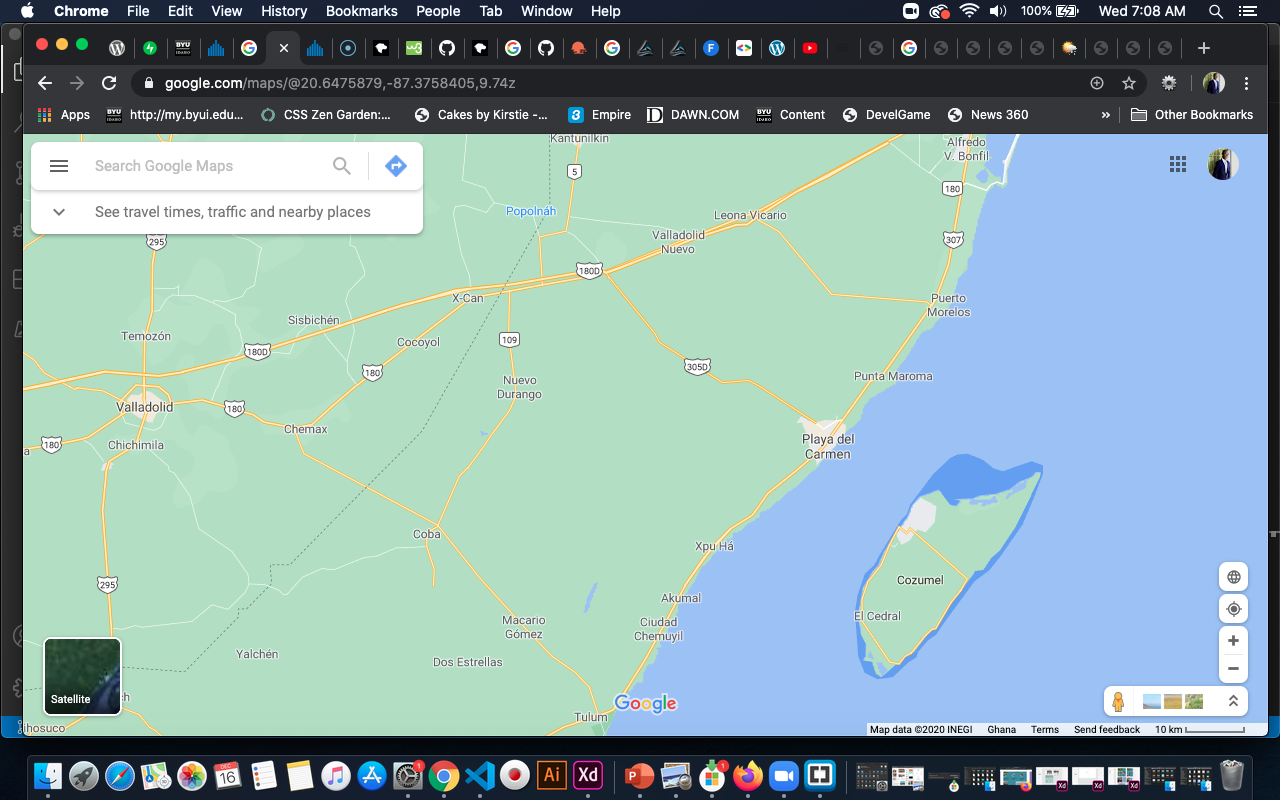 Chrome File Edit View History Bookmarks People Tab Window Help 100% Wed 7:08 AM
BYU IDAHO
google.com/maps/@20.6475879,-87.3758405,9.74z
Apps http://my.byui.edu... CSS Zen Garden:... Cakes by Kirstie -... Empire DAWN.COM Content DevelGame News 360 » Other Bookmarks
Kantunilkín
Alfredo
V. Bonfil
Search Google Maps
5
180
See travel times, traffic and nearby places
Popolnáh
Leona Vicario
295
Valladolid
Nuevo
307
180D
X-Can
Puerto
Morelos
Sisbichén
Temozón
Cocoyol
109
180D
305D
180
Punta Maroma
Nuevo
Durango
Valladolid
180
Chemax
180
Chichimila
Playa del
Carmen
Coba
Xpu Há
295
Cozumel
Akumal
El Cedral
Macario
Gómez
Ciudad
Chemuyil
Yalchén
Dos Estrellas
Satellite
Google
Tulum
ihosuco
Map data ©2020 INEGI Ghana Terms Send feedback 10 km
DEC
16
Ai
Xd